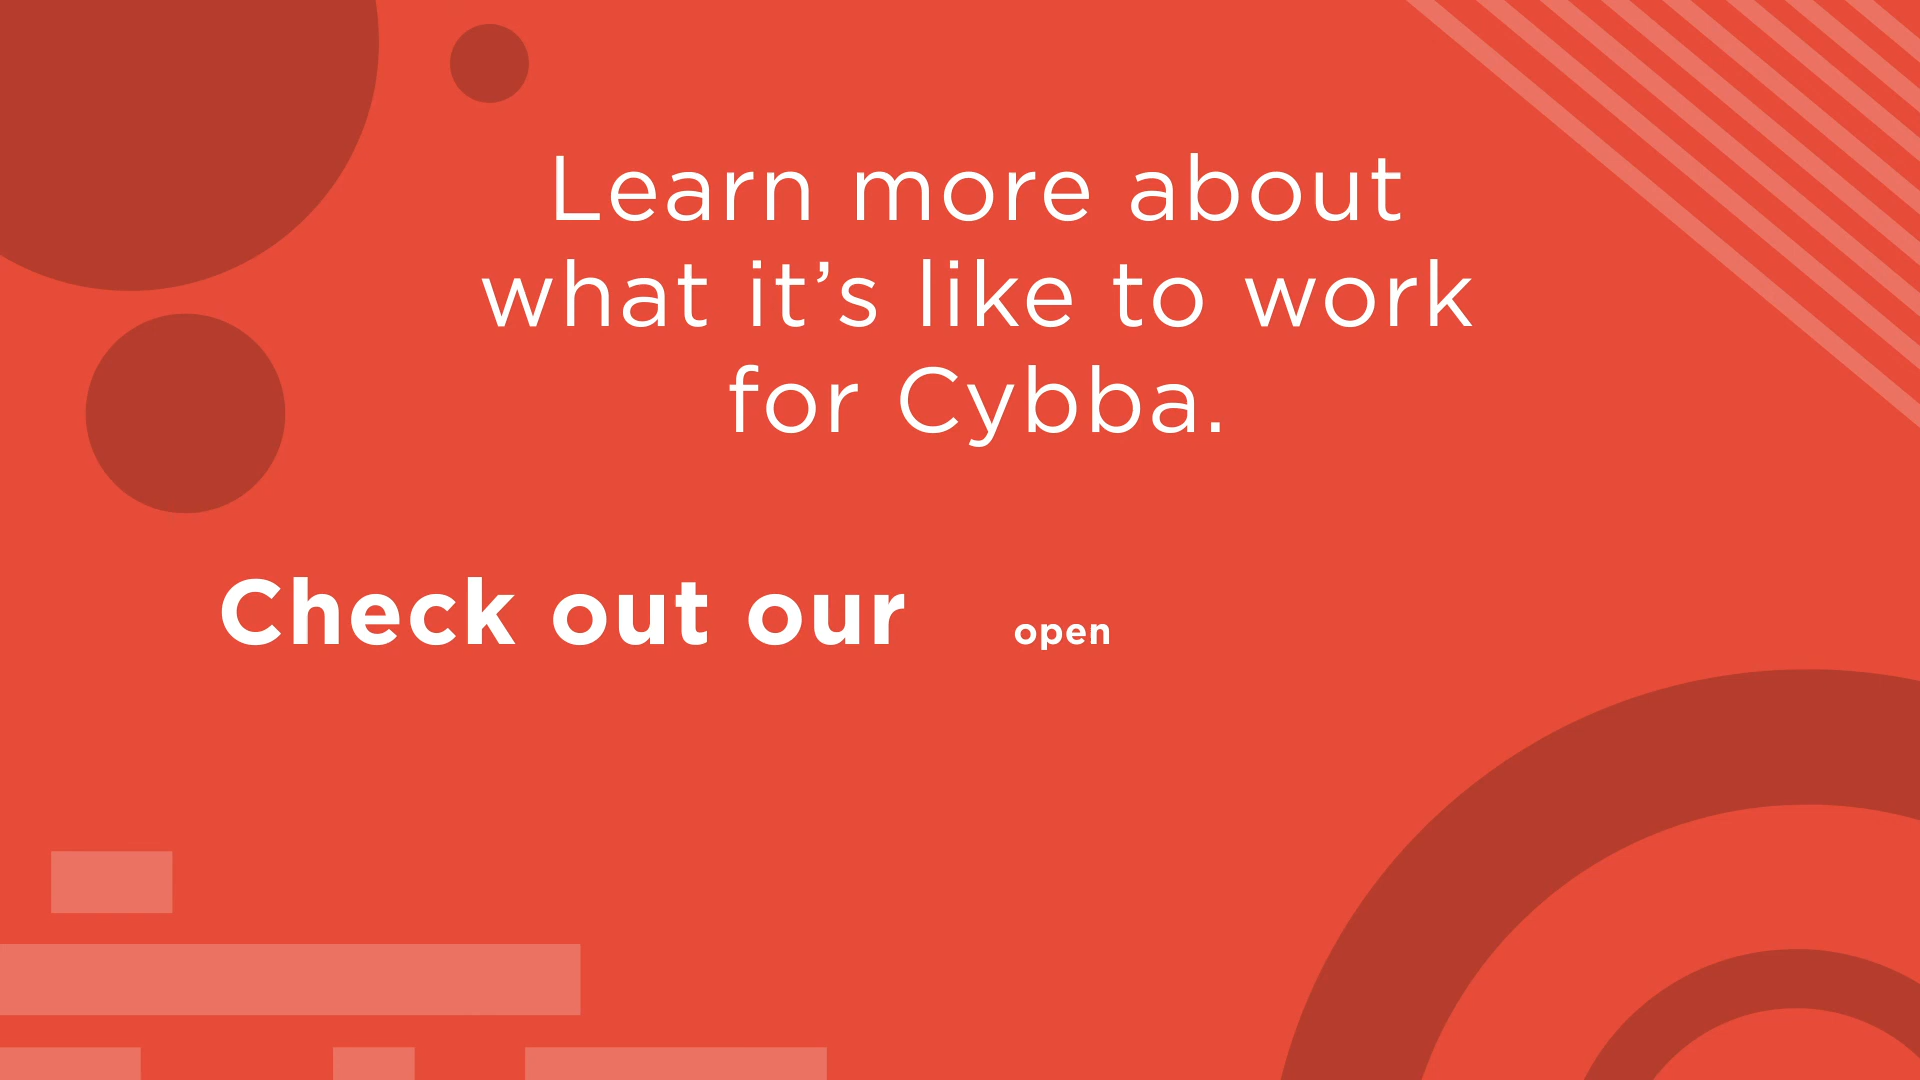 Learn more about
what it’s like to work
for Cybba.
Check out our open